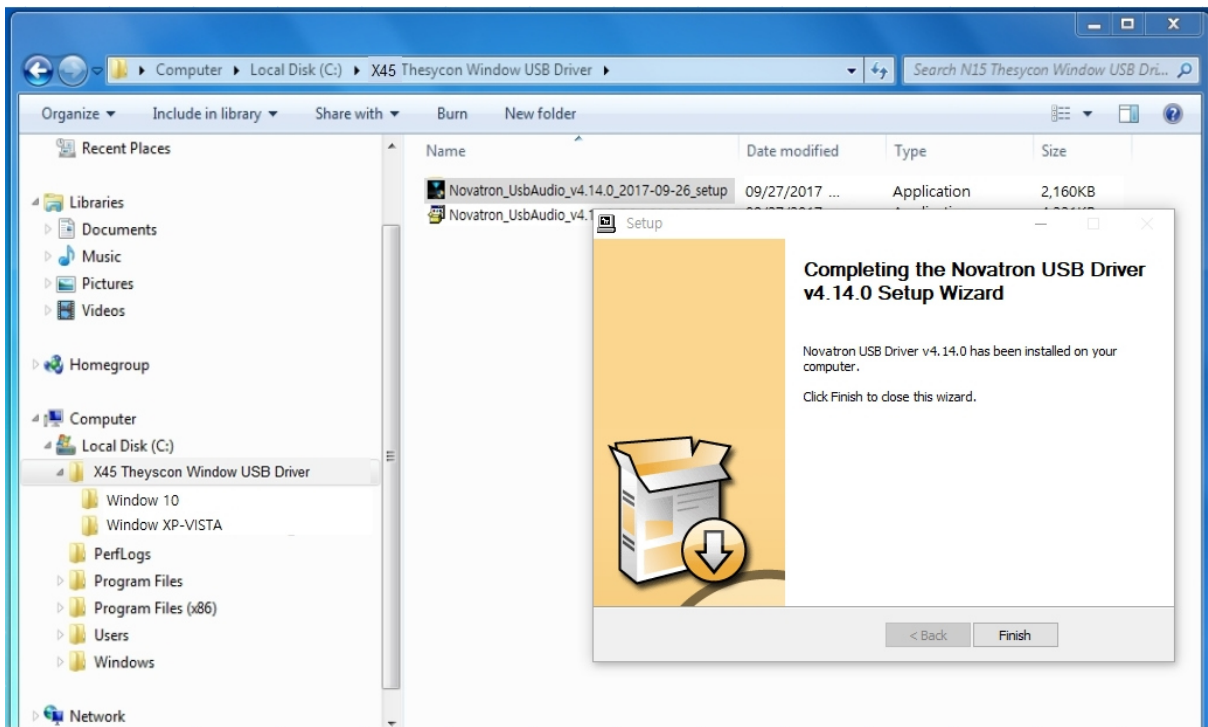 Computer ▸ Local Disk (C:) ▸ X45 Thesycon Window USB Driver ▸
Search N15 Thesycon Window USB Dri...
Organize Include in library Share with Burn New folder
Recent Places
Libraries
Documents
Music
Pictures
Videos
Homegroup
Computer
Local Disk (C:)
X45 Theyscon Window USB Driver
Window 10
Window XP-VISTA
PerfLogs
Program Files
Program Files (x86)
Users
Windows
Network
Name Date modified Type Size
Novatron_UsbAudio_v4.14.0_2017-09-26_setup 09/27/2017 ... Application 2,160KB
Novatron_UsbAudio_v4.1
Setup
Completing the Novatron USB Driver
v4.14.0 Setup Wizard
Novatron USB Driver v4.14.0 has been installed on your
computer.
Click Finish to close this wizard.
< Back Finish